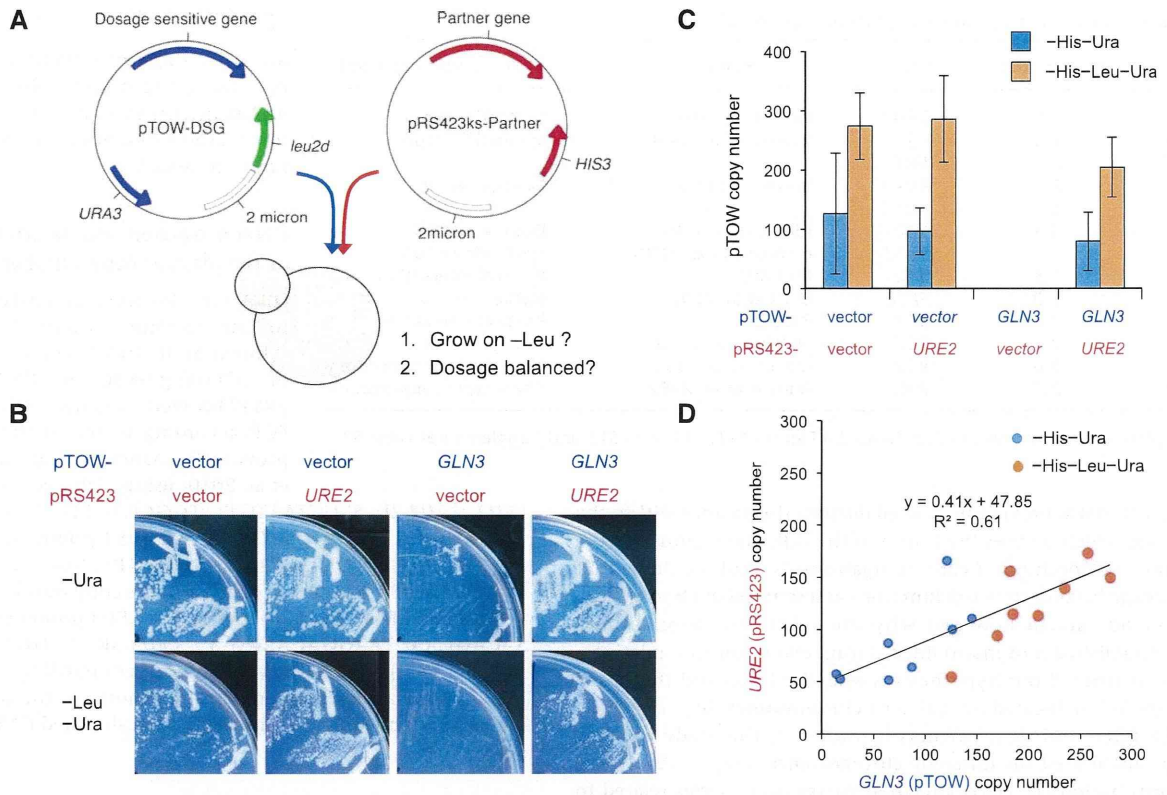 A
Dosage sensitive gene
Partner gene
pTOW-DSG
leu2d
URA3
2 micron
pRS423ks-Partner
HIS3
2micron
1. Grow on –Leu ?
2. Dosage balanced?
B
pTOW- vector vector GLN3 GLN3
pRS423 vector URE2 vector URE2
–Ura
–Leu
–Ura
C
–His–Ura
–His–Leu–Ura
pTOW copy number
400
300
200
100
0
pTOW- vector vector GLN3 GLN3
pRS423- vector URE2 vector URE2
D
–His–Ura
–His–Leu–Ura
y = 0.41x + 47.85
R² = 0.61
URE2 (pRS423) copy number
300
250
200
150
100
50
0
0 50 100 150 200 250 300
GLN3 (pTOW) copy number